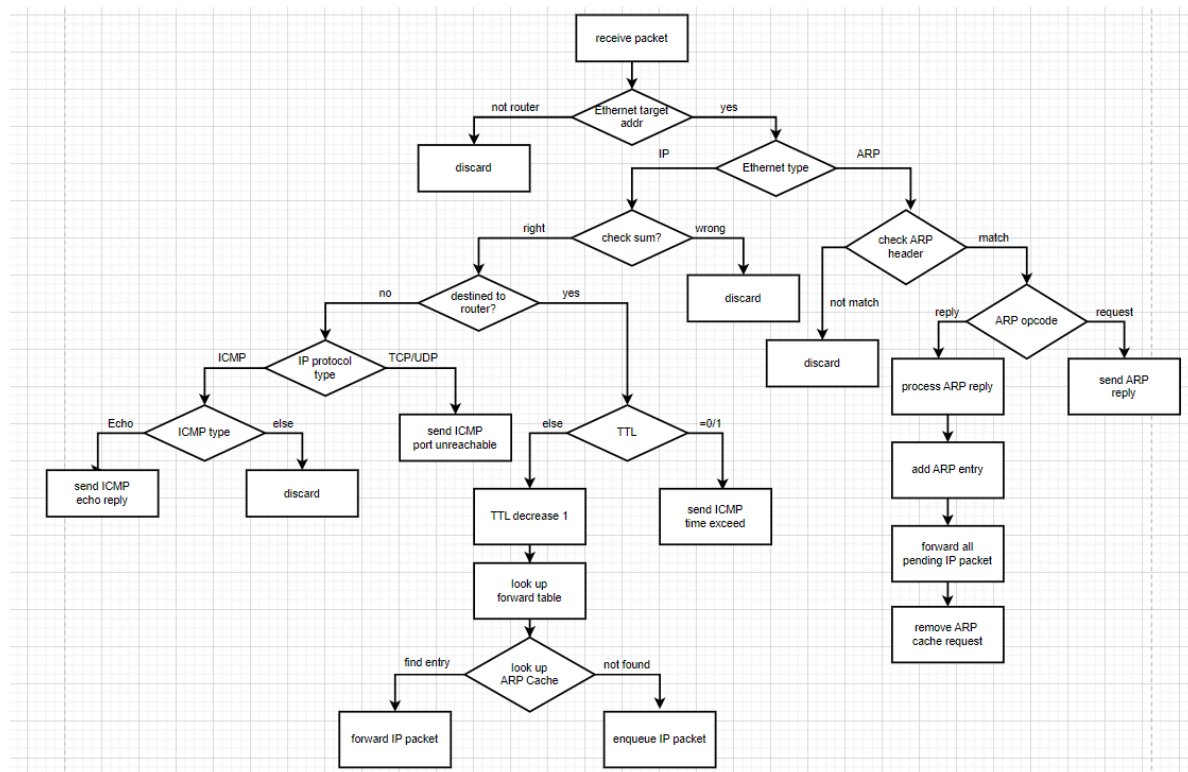 receive packet
not router
Ethernet target
addr
yes
discard
IP
Ethernet type
ARP
right
check sum?
wrong
check ARP
header
match
discard
not match
no
destined to
router?
yes
reply
ARP opcode
request
discard
ICMP
IP protocol
type
TCP/UDP
process ARP reply
send ARP
reply
Echo
ICMP type
else
send ICMP
port unreachable
else
TTL
=0/1
add ARP entry
send ICMP
echo reply
discard
TTL decrease 1
send ICMP
time exceed
forward all
pending IP packet
look up
forward table
remove ARP
cache request
find entry
look up
ARP Cache
not found
forward IP packet
enqueue IP packet